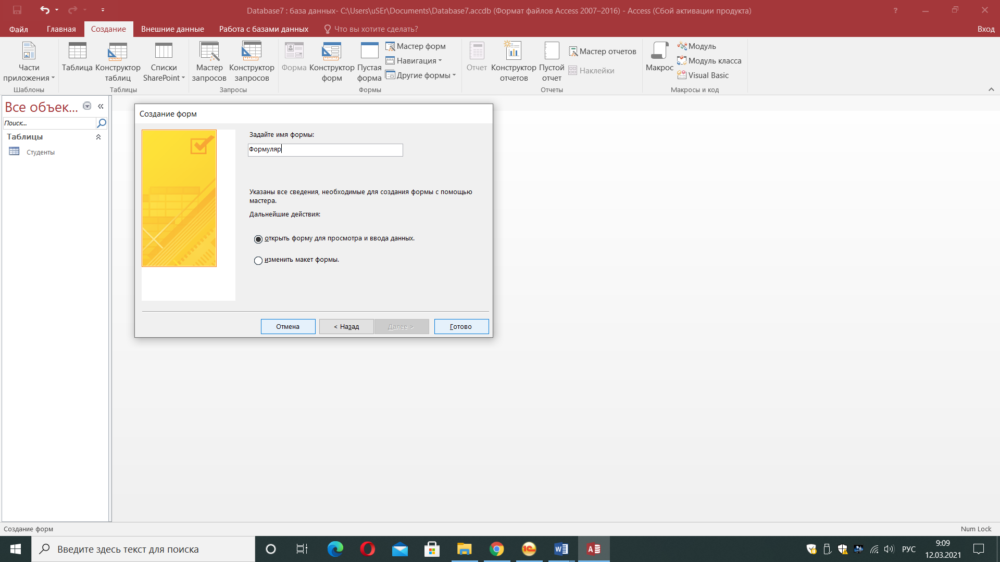 Database7 : база данных- C:\Users\uSEr\Documents\Database7.accdb (Формат файлов Access 2007–2016) - Access (Сбой активации продукта)
?
Файл Главная Создание Внешние данные Работа с базами данных Что вы хотите сделать? Вход
Части приложения
Таблица
Конструктор таблиц
Списки SharePoint
Мастер запросов
Конструктор запросов
Форма
Конструктор форм
Пустая форма
Мастер форм
Навигация
Другие формы
Отчет
Конструктор отчетов
Пустой отчет
Мастер отчетов
Наклейки
Макрос
Модуль
Модуль класса
Visual Basic
Шаблоны Таблицы Запросы Формы Отчеты Макросы и код
Все объек...
Поиск...
Таблицы
Студенты
Создание форм
Задайте имя формы:
Формуляр
Указаны все сведения, необходимые для создания формы с помощью
мастера.
Дальнейшие действия:
открыть форму для просмотра и ввода данных.
изменить макет формы.
Отмена < Назад Далее > Готово
Создание форм Num Lock
Введите здесь текст для поиска
РУС
9:09
12.03.2021